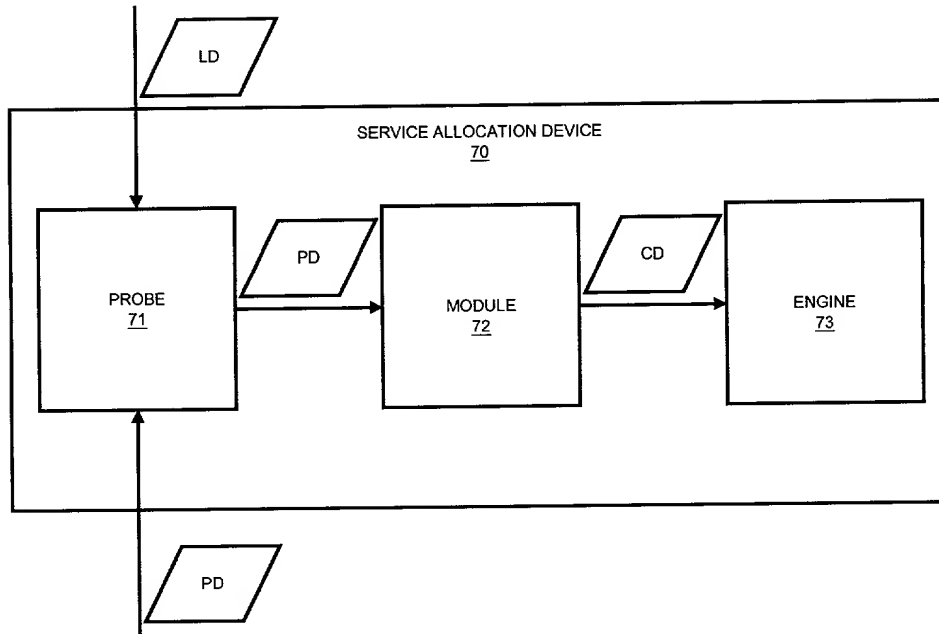 LD
SERVICE ALLOCATION DEVICE
70
PD
CD
PROBE
71
MODULE
72
ENGINE
73
PD